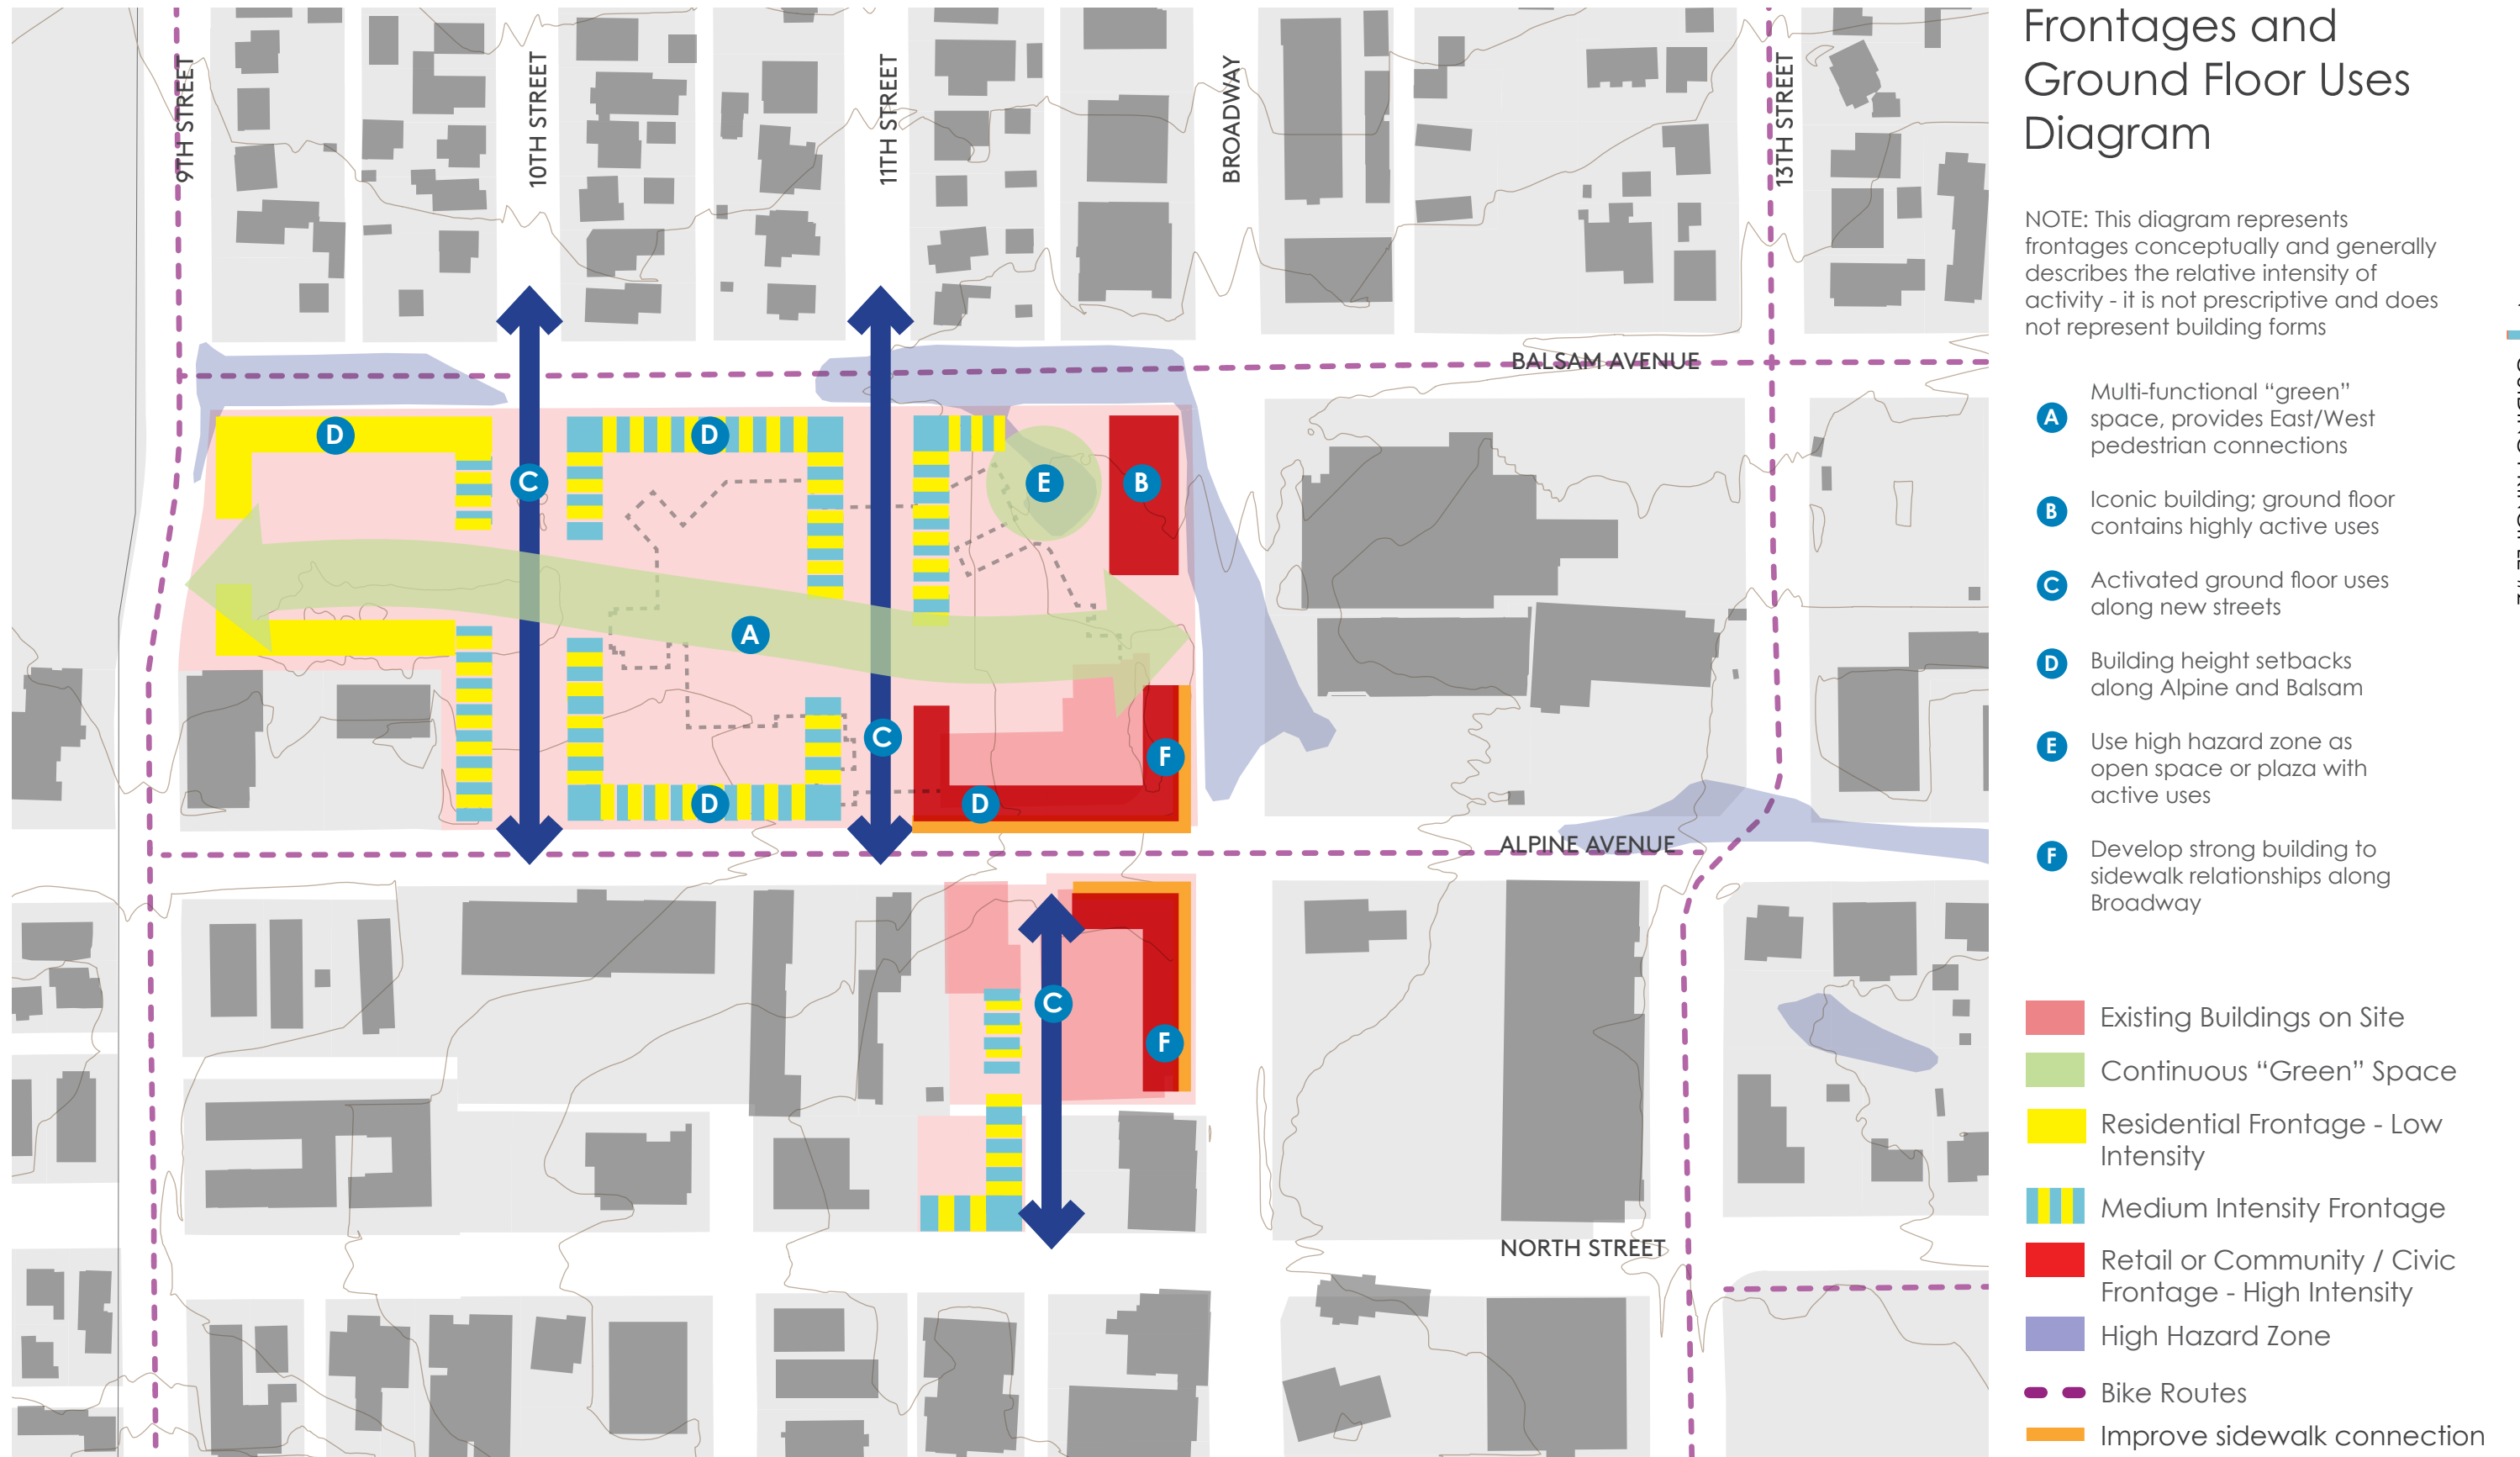 Frontages and
Ground Floor Uses
Diagram
NOTE: This diagram represents
frontages conceptually and generally
describes the relative intensity of
activity - it is not prescriptive and does
not represent building forms
A
Multi-functional “green”
space, provides East/West
pedestrian connections
B
Iconic building; ground floor
contains highly active uses
C
Activated ground floor uses
along new streets
D
Building height setbacks
along Alpine and Balsam
E
Use high hazard zone as
open space or plaza with
active uses
F
Develop strong building to
sidewalk relationships along
Broadway
Existing Buildings on Site
Continuous “Green” Space
Residential Frontage - Low
Intensity
Medium Intensity Frontage
Retail or Community / Civic
Frontage - High Intensity
High Hazard Zone
Bike Routes
Improve sidewalk connection
9TH STREET
10TH STREET
11TH STREET
BROADWAY
13TH STREET
BALSAM AVENUE
ALPINE AVENUE
NORTH STREET
D
D
C
E
B
A
C
F
D
D
C
F